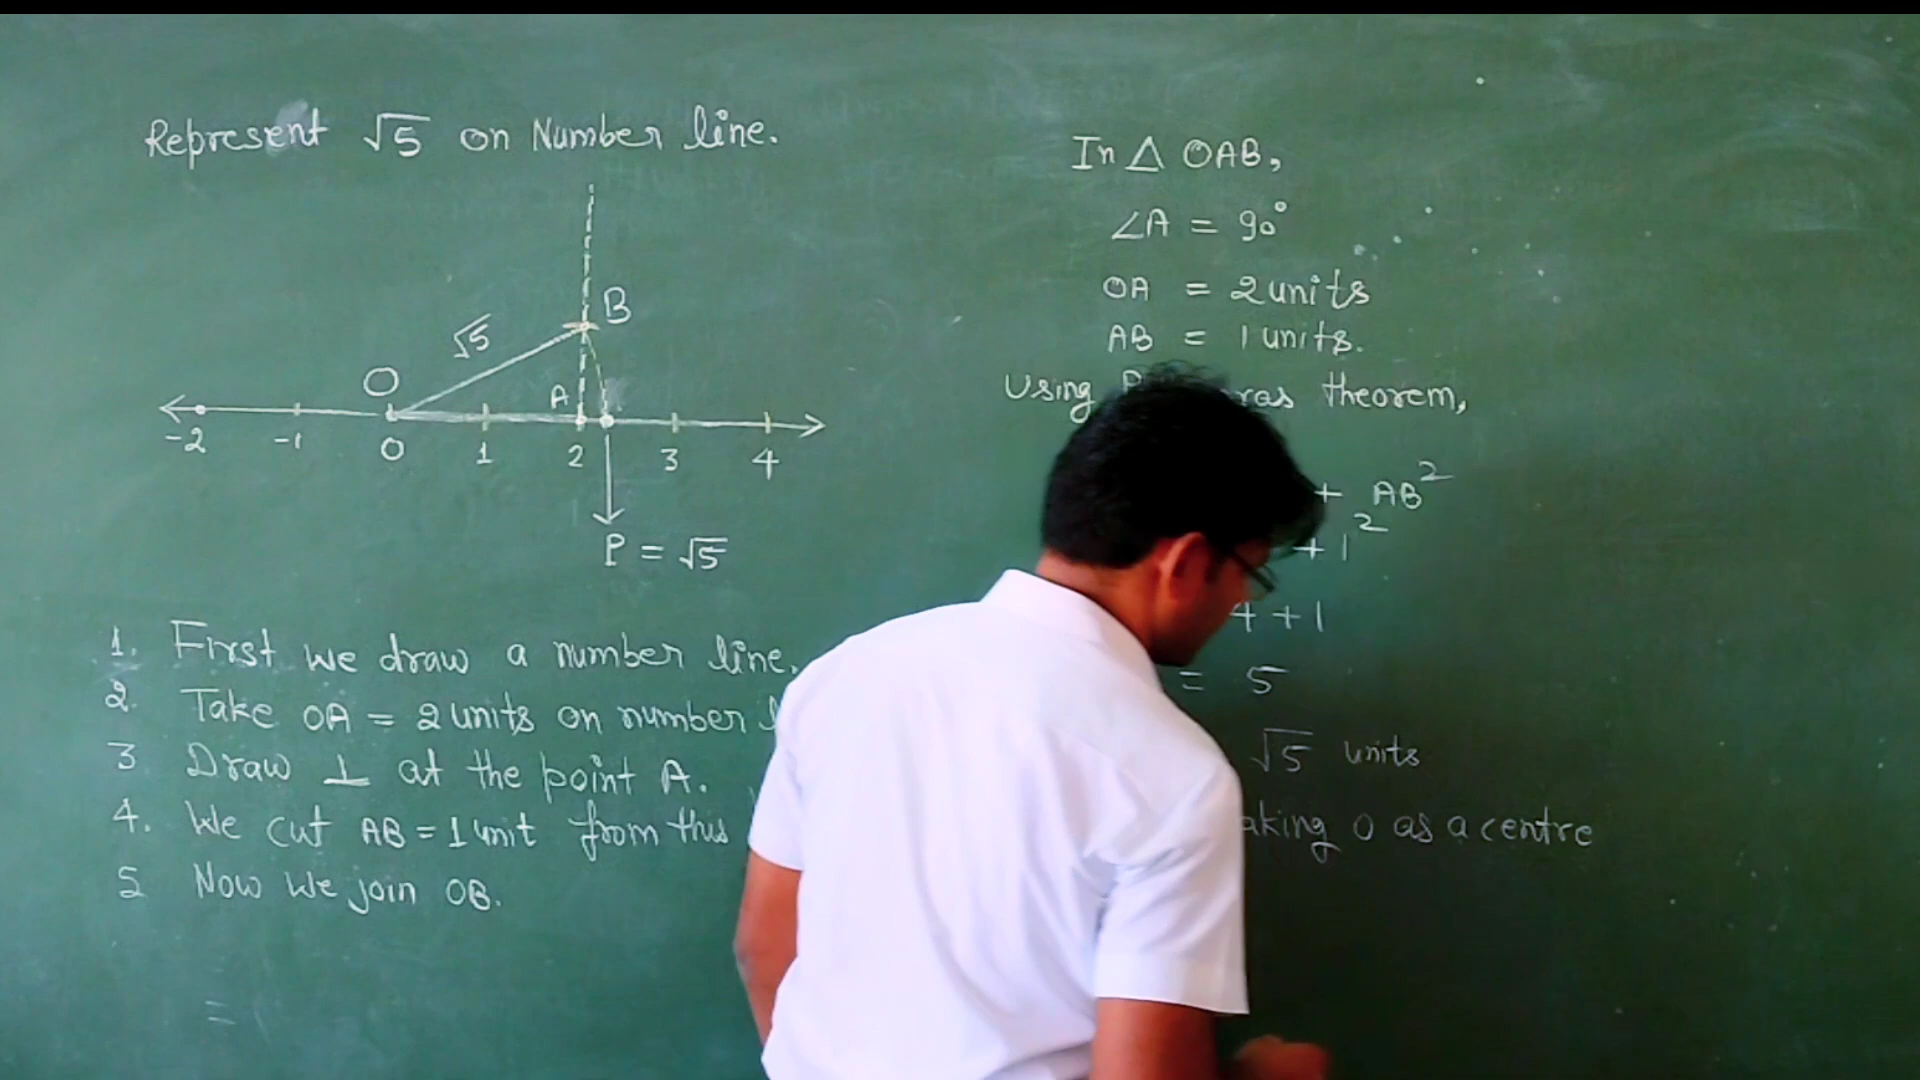 Represent √5 on Number line.
B
√5
O
A
-2 -1 0 1 2 3 4
P = √5
1. First we draw a number line.
2. Take OA = 2 units on number
3 Draw ⊥ at the point A.
4. We cut AB = 1 unit from this
5 Now we join OB.
=
In △ OAB,
∠A = 90°
OA = 2 units
AB = 1 units.
Using theorem,
+ AB²
+ 1²
4 + 1
= 5
√5 units
O as a centre